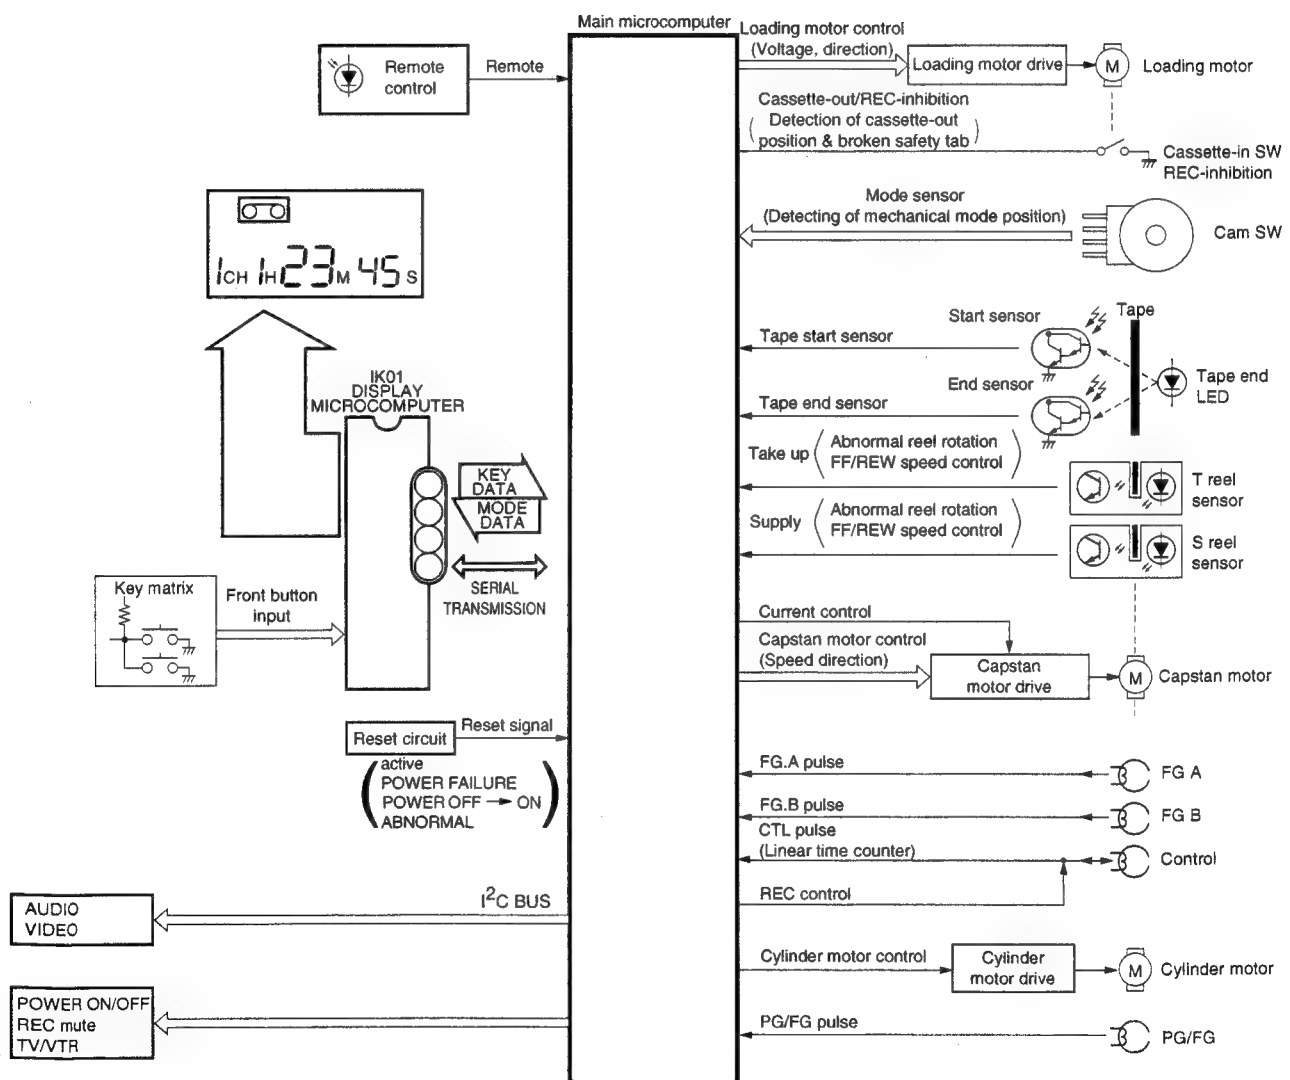 Main microcomputer
Remote control
Remote
Loading motor control
(Voltage, direction)
Loading motor drive
M
Loading motor
Cassette-out/REC-inhibition
Detection of cassette-out
position & broken safety tab
Cassette-in SW
REC-inhibition
Mode sensor
(Detecting of mechanical mode position)
Cam SW
1CH 1H 23M 45S
Start sensor
Tape
Tape start sensor
End sensor
Tape end
LED
Tape end sensor
IK01
DISPLAY
MICROCOMPUTER
Take up
Abnormal reel rotation
FF/REW speed control
T reel
sensor
KEY
DATA
MODE
DATA
Supply
Abnormal reel rotation
FF/REW speed control
S reel
sensor
SERIAL
TRANSMISSION
Key matrix
Front button
input
Current control
Capstan motor control
(Speed direction)
Capstan
motor drive
M
Capstan motor
Reset circuit
Reset signal
active
POWER FAILURE
POWER OFF → ON
ABNORMAL
FG.A pulse
FG A
FG.B pulse
FG B
CTL pulse
(Linear time counter)
Control
REC control
I²C BUS
AUDIO
VIDEO
Cylinder motor control
Cylinder
motor drive
M
Cylinder motor
POWER ON/OFF
REC mute
TV/VTR
PG/FG pulse
PG/FG